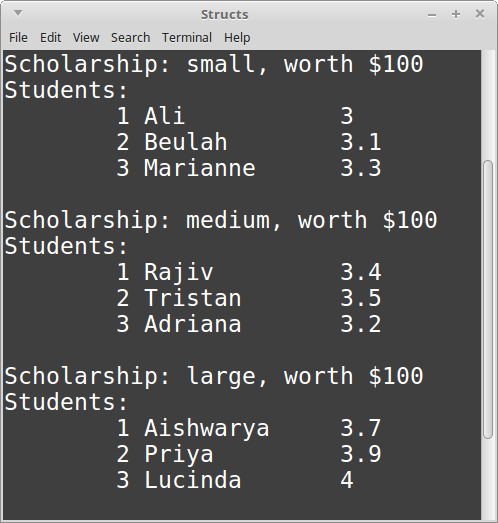 Structs
File Edit View Search Terminal Help
Scholarship: small, worth $100
Students:
1 Ali 3
2 Beulah 3.1
3 Marianne 3.3
Scholarship: medium, worth $100
Students:
1 Rajiv 3.4
2 Tristan 3.5
3 Adriana 3.2
Scholarship: large, worth $100
Students:
1 Aishwarya 3.7
2 Priya 3.9
3 Lucinda 4